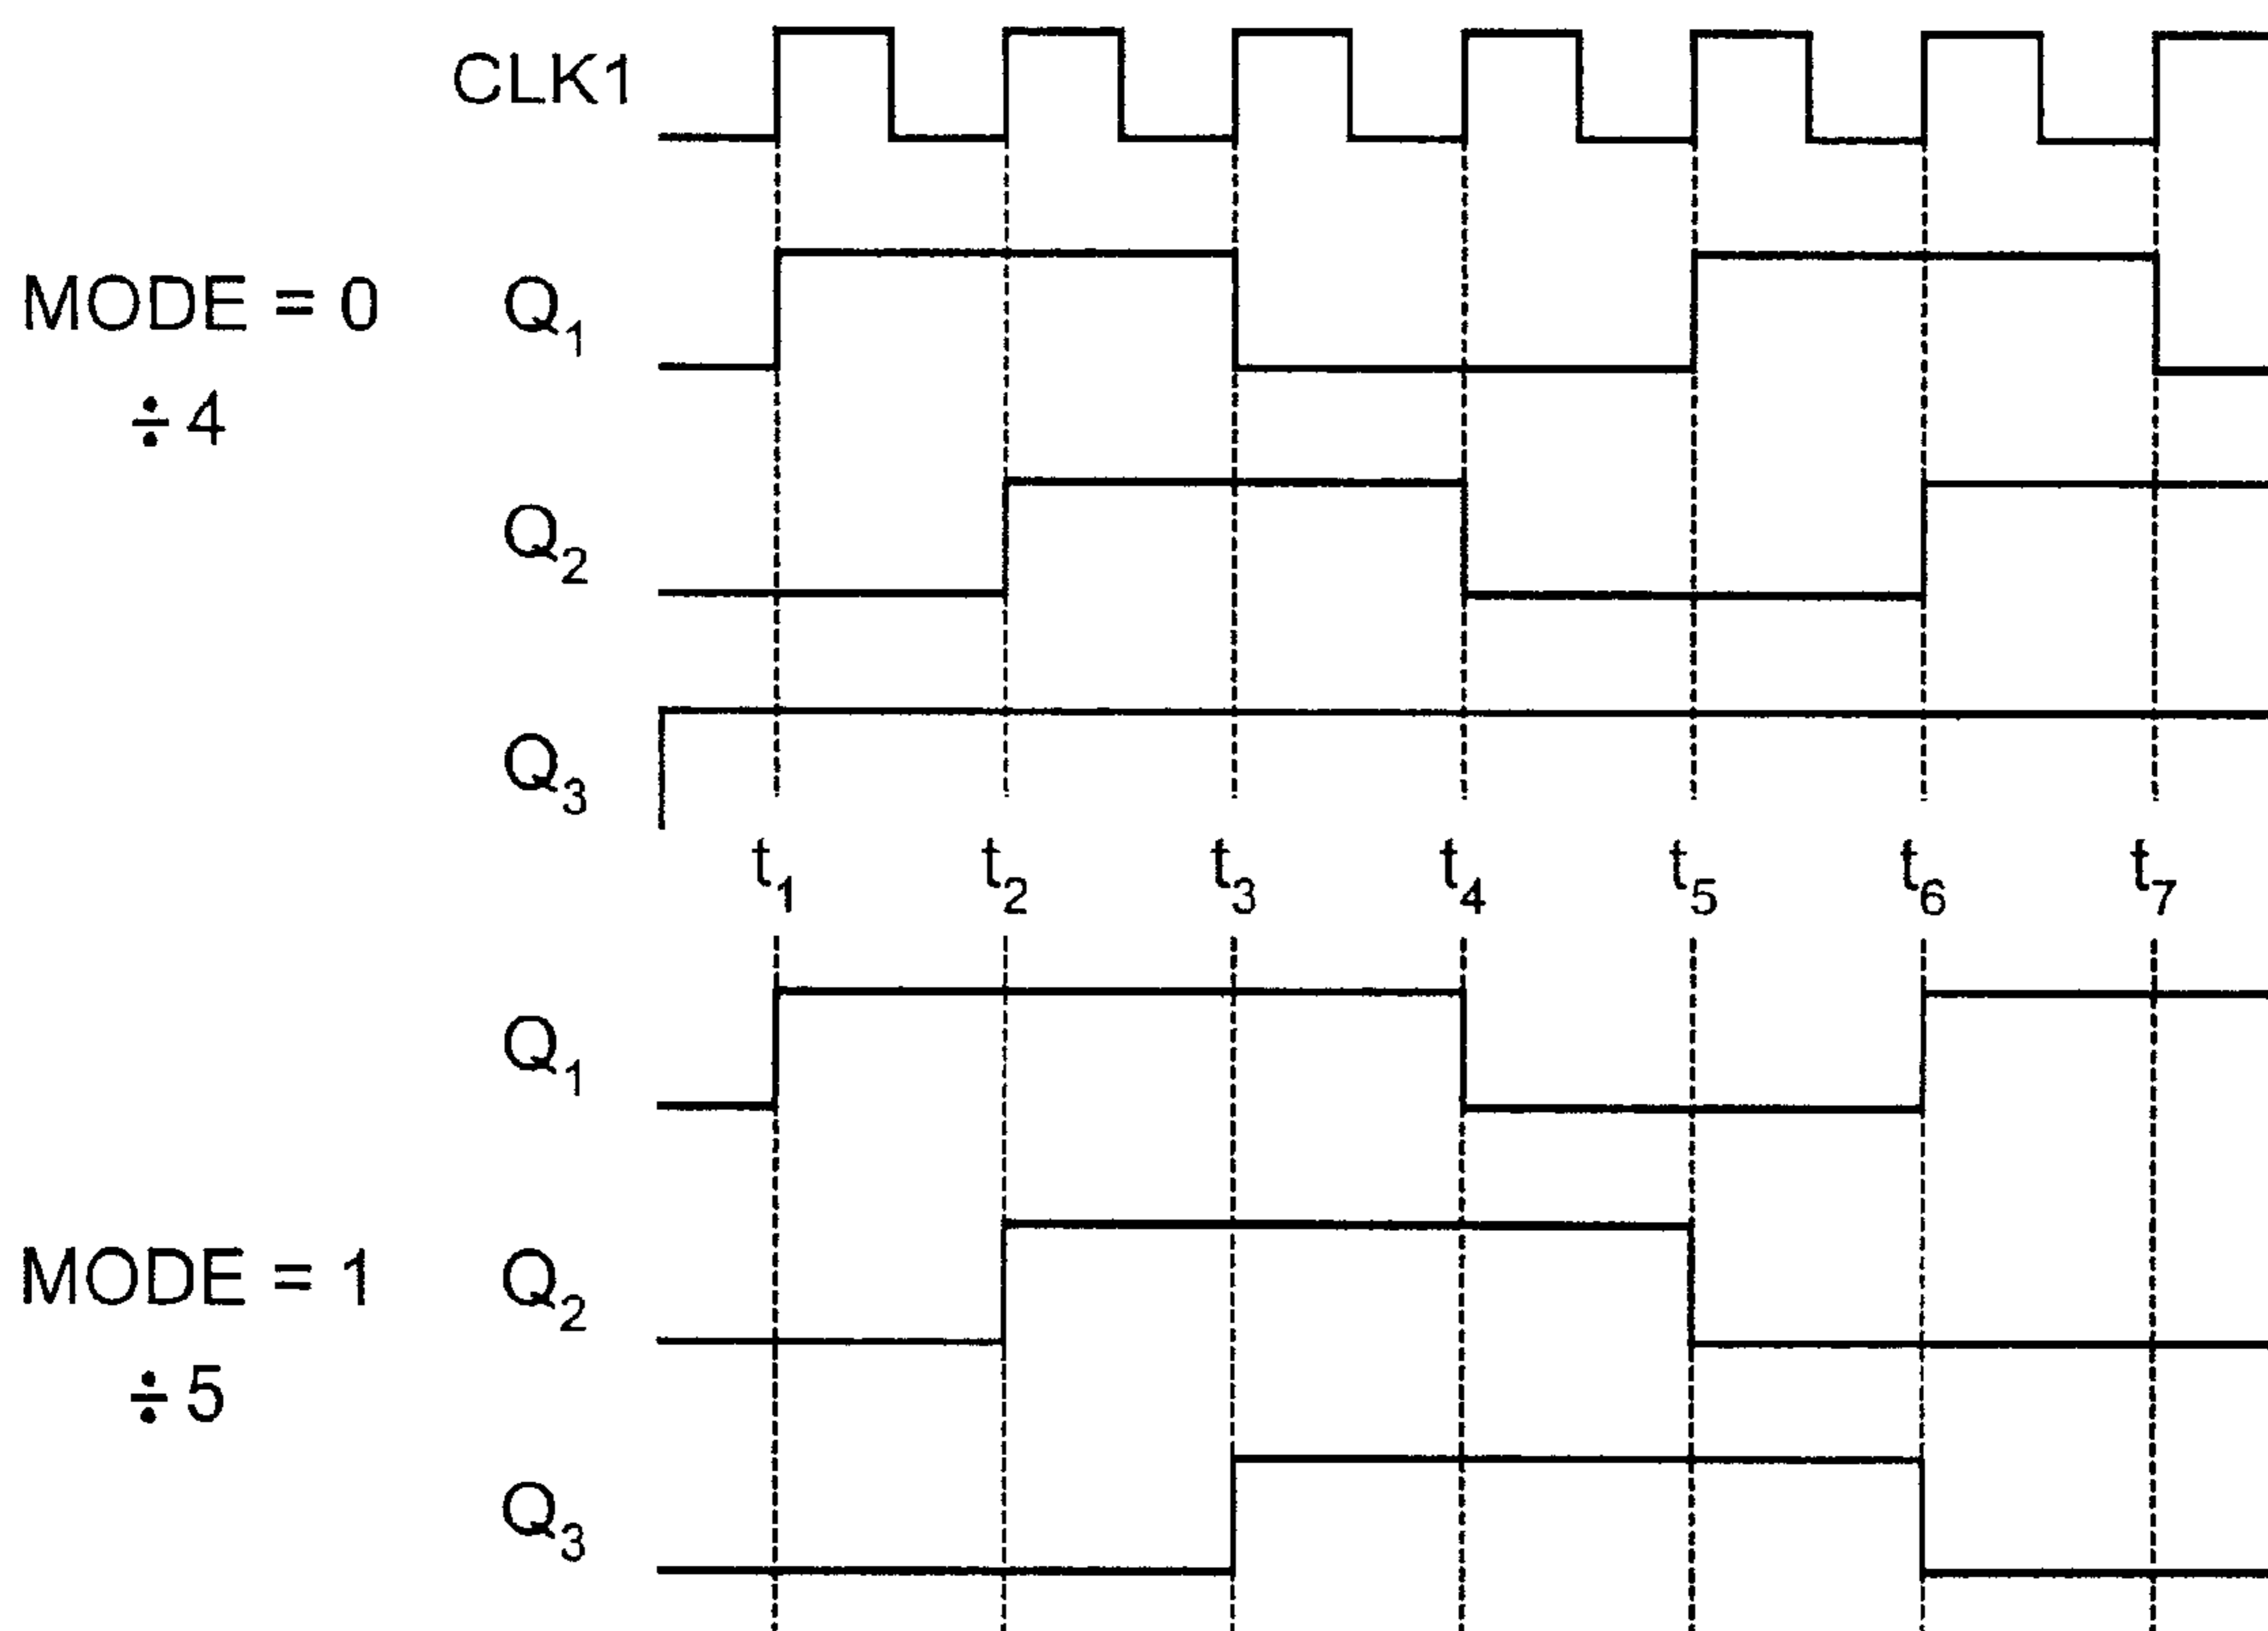 CLK1
MODE = 0
÷4
Q1
Q2
Q3
t1 t2 t3 t4 t5 t6 t7
Q1
MODE = 1
÷5
Q2
Q3